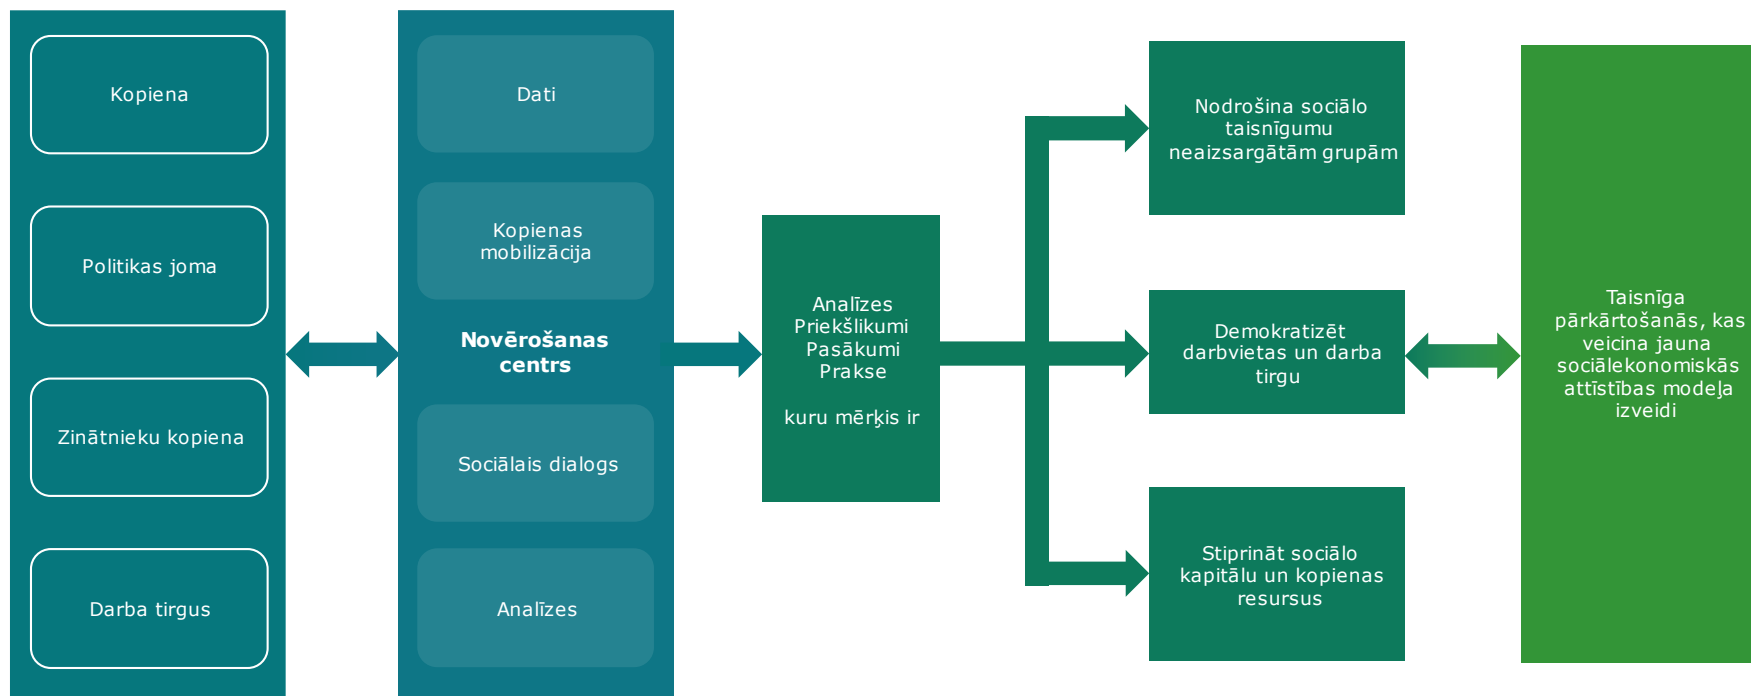 Kopiena
Politikas joma
Zinātnieku kopiena
Darba tirgus
Dati
Kopienas
mobilizācija
Novērošanas
centrs
Sociālais dialogs
Analīzes
Analīzes
Priekšlikumi
Pasākumi
Prakse
kuru mērķis ir
Nodrošina sociālo
taisnīgumu
neaizsargātām grupām
Demokratizēt
darbvietas un darba
tirgu
Stiprināt sociālo
kapitālu un kopienas
resursus
Taisnīga
pārkārtošanās, kas
veicina jauna
sociālekonomiskās
attīstības modeļa
izveidi